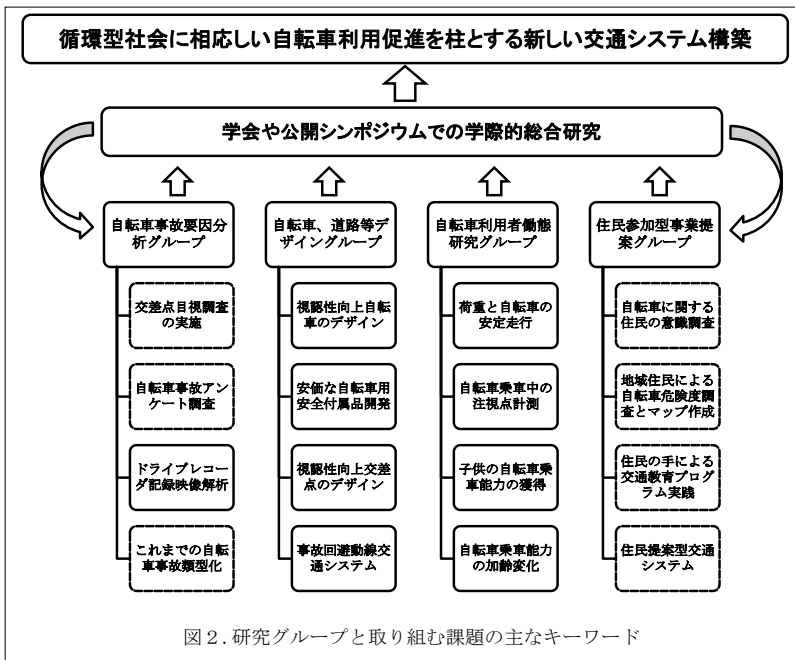 循環型社会に相応しい自転車利用促進を柱とする新しい交通システム構築
学会や公開シンポジウムでの学際的総合研究
自転車事故要因分
析グループ
交差点目視調査
の実施
自転車事故アン
ケート調査
ドライブレコー
ダ記録映像解析
これまでの自転
車事故類型化
自転車、道路等デ
ザイングループ
視認性向上自転
車のデザイン
安価な自転車用
安全付属品開発
視認性向上交差
点のデザイン
事故回避動線交
通システム
自転車利用者働態
研究グループ
荷重と自転車の
安定走行
自転車乗車中の
注視点計測
子供の自転車乗
車能力の獲得
自転車乗車能力
の加齢変化
住民参加型事業提
案グループ
自転車に関する
住民の意識調査
地域住民による
自転車危険度調
査とマップ作成
住民の手による
交通教育プログ
ラム実践
住民提案型交通
システム
図２.研究グループと取り組む課題の主なキーワード